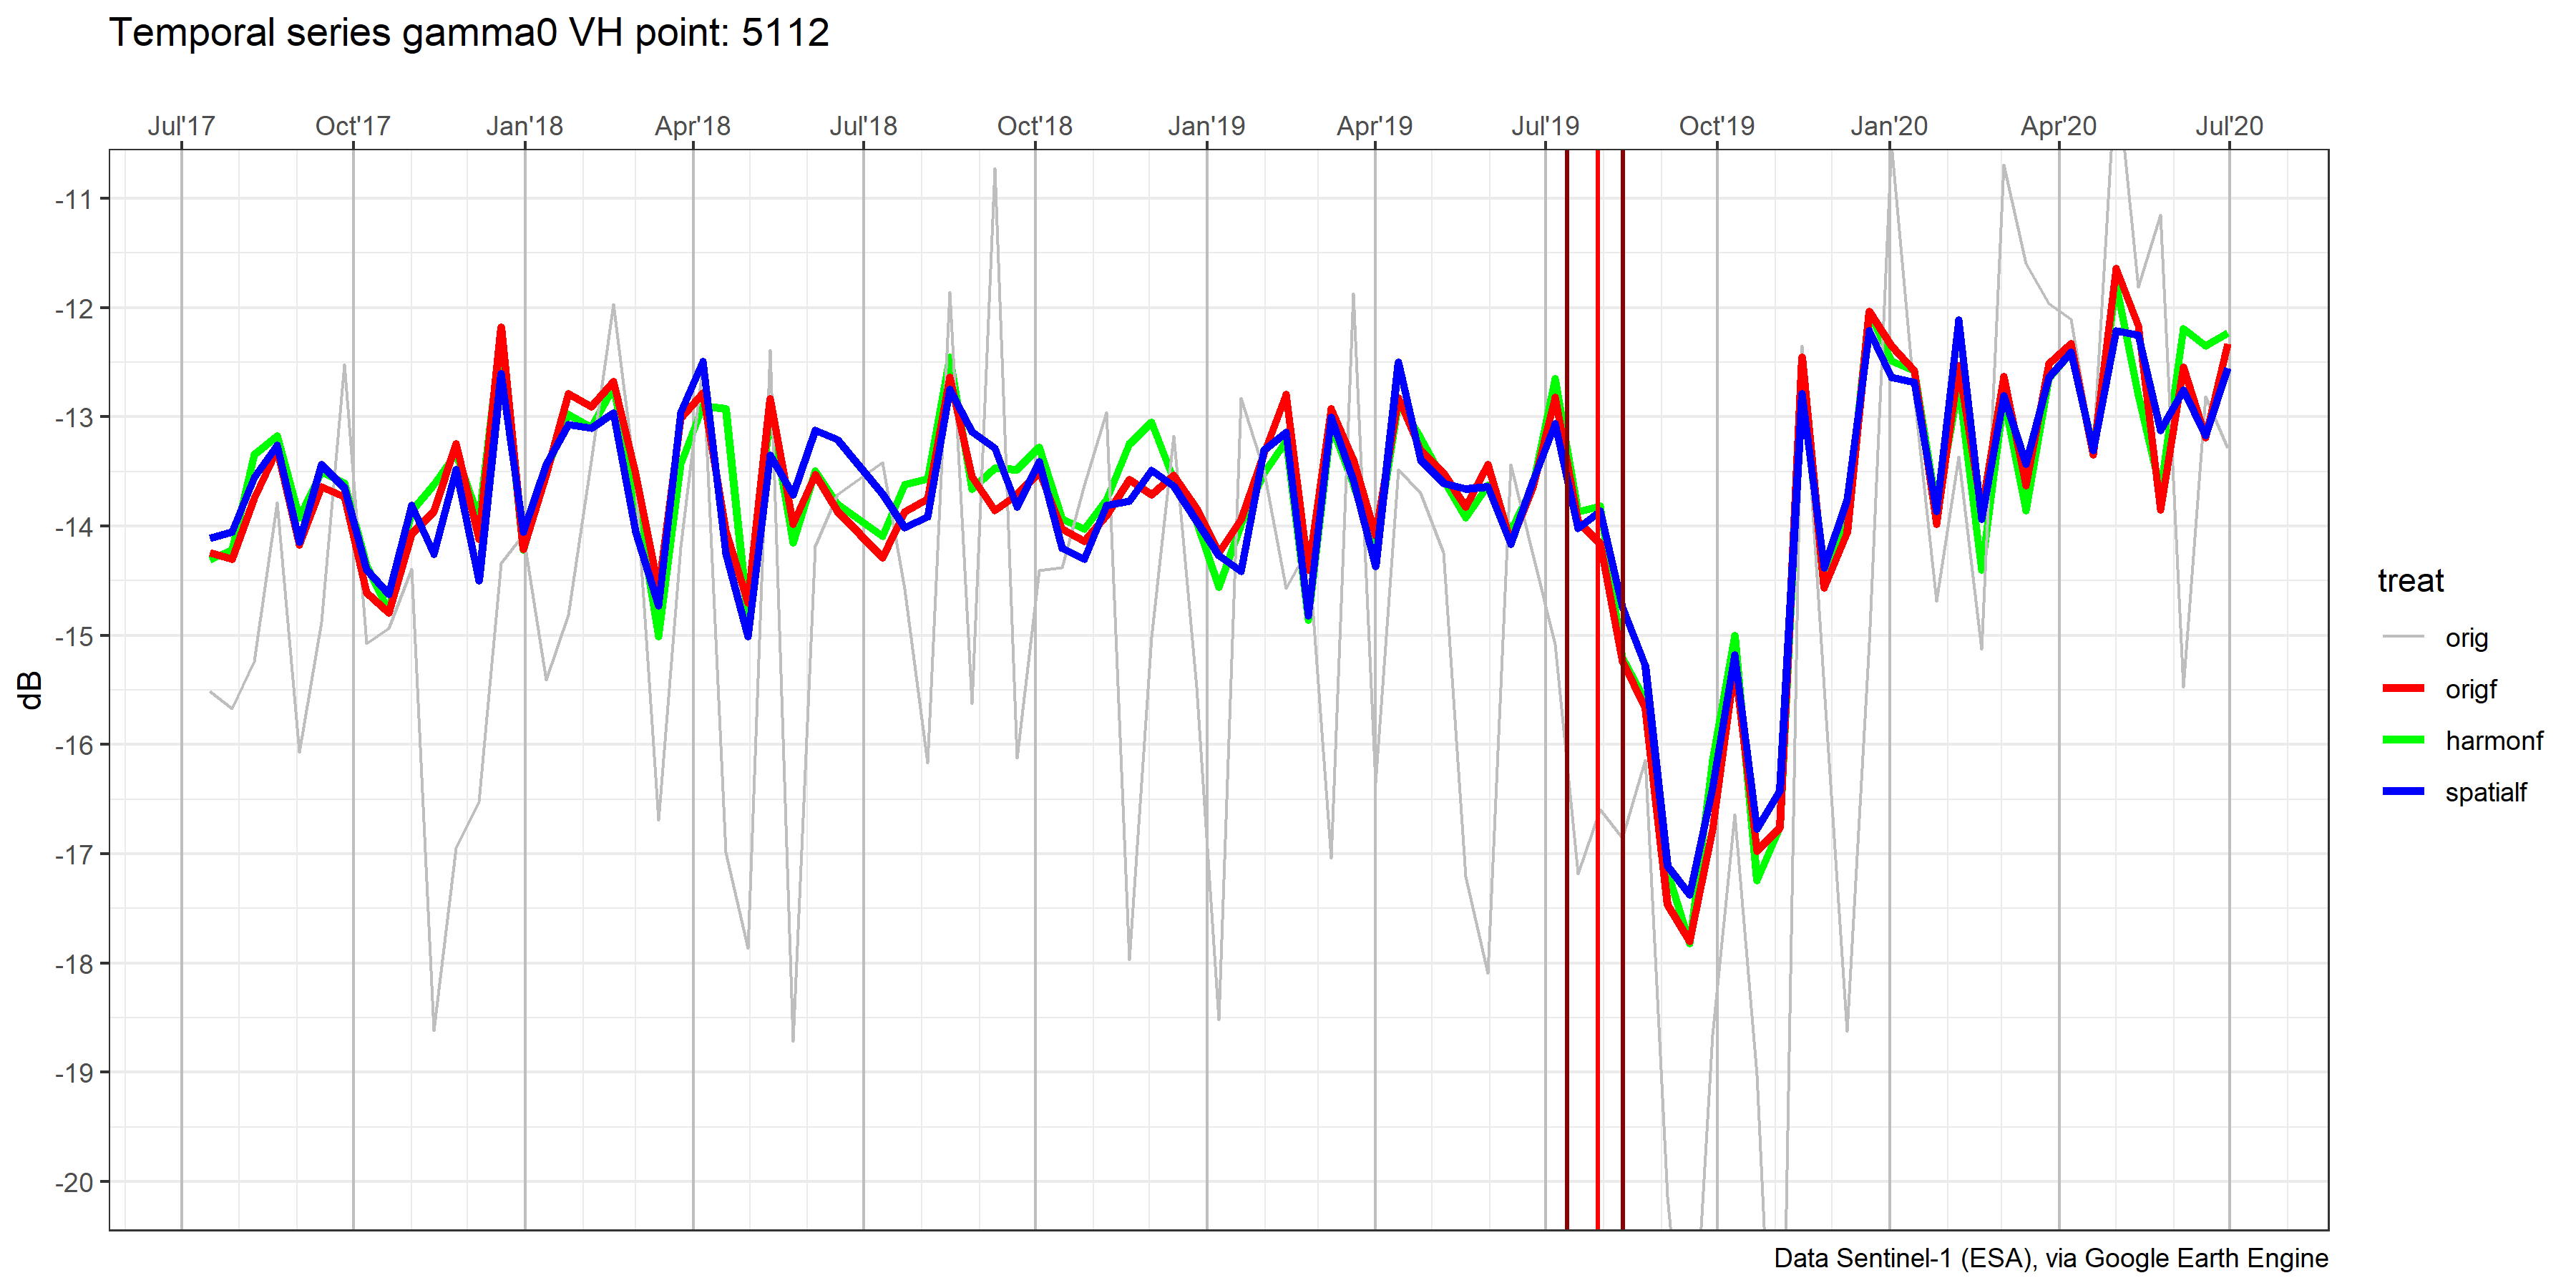 Temporal series gamma0 VH point: 5112
Jul'17 Oct'17 Jan'18 Apr'18 Jul'18 Oct'18 Jan'19 Apr'19 Jul'19 Oct'19 Jan'20 Apr'20 Jul'20
-11
-12
-13
-14
-15
-16
-17
-18
-19
-20
dB
treat
orig
origf
harmonf
spatialf
Data Sentinel-1 (ESA), via Google Earth Engine